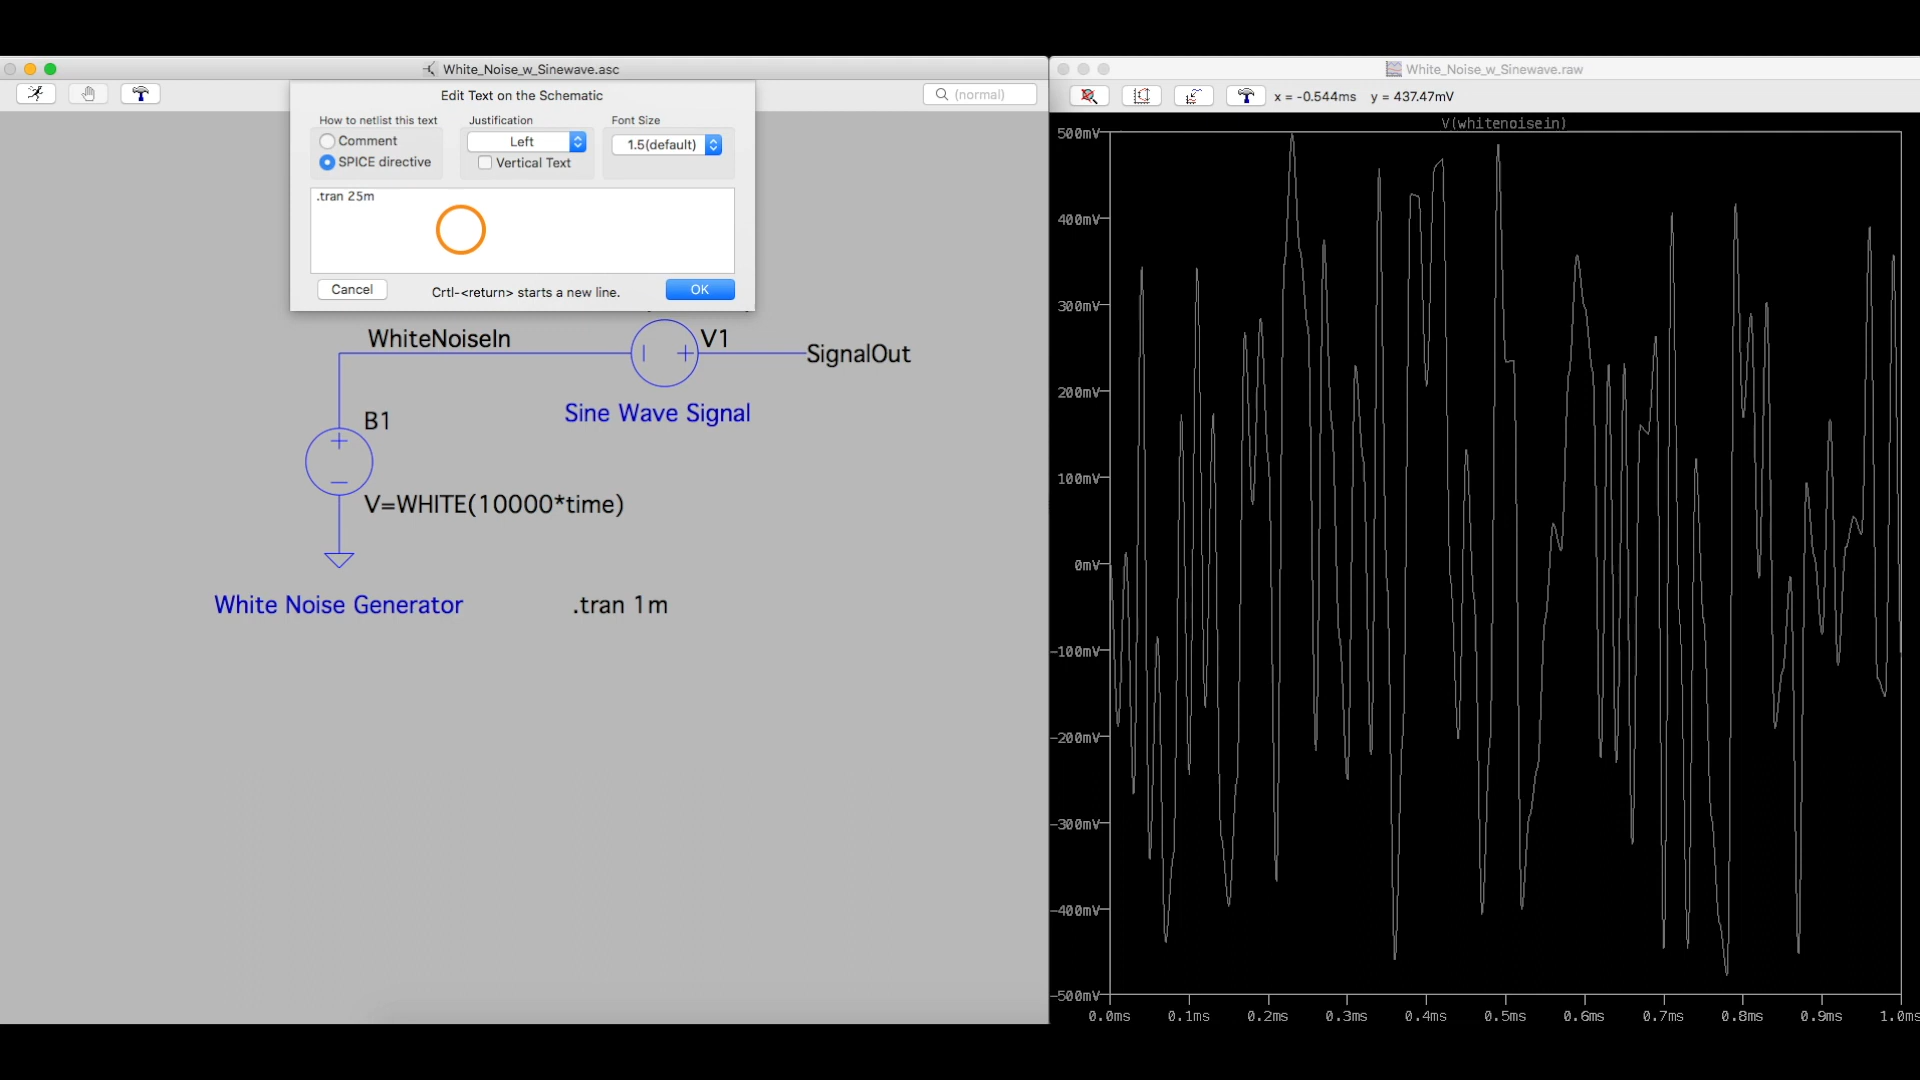 White_Noise_w_Sinewave.asc
(normal)
Edit Text on the Schematic
How to netlist this text
Justification
Font Size
Comment
SPICE directive
Left
Vertical Text
1.5(default)
.tran 25m
Cancel
Crtl-<return> starts a new line.
OK
WhiteNoiseIn
V1
SignalOut
Sine Wave Signal
B1
V=WHITE(10000*time)
White Noise Generator
.tran 1m
White_Noise_w_Sinewave.raw
x = -0.544ms y = 437.47mV
V(whitenoisein)
500mV
400mV
300mV
200mV
100mV
0mV
-100mV
-200mV
-300mV
-400mV
-500mV
0.0ms 0.1ms 0.2ms 0.3ms 0.4ms 0.5ms 0.6ms 0.7ms 0.8ms 0.9ms 1.0ms